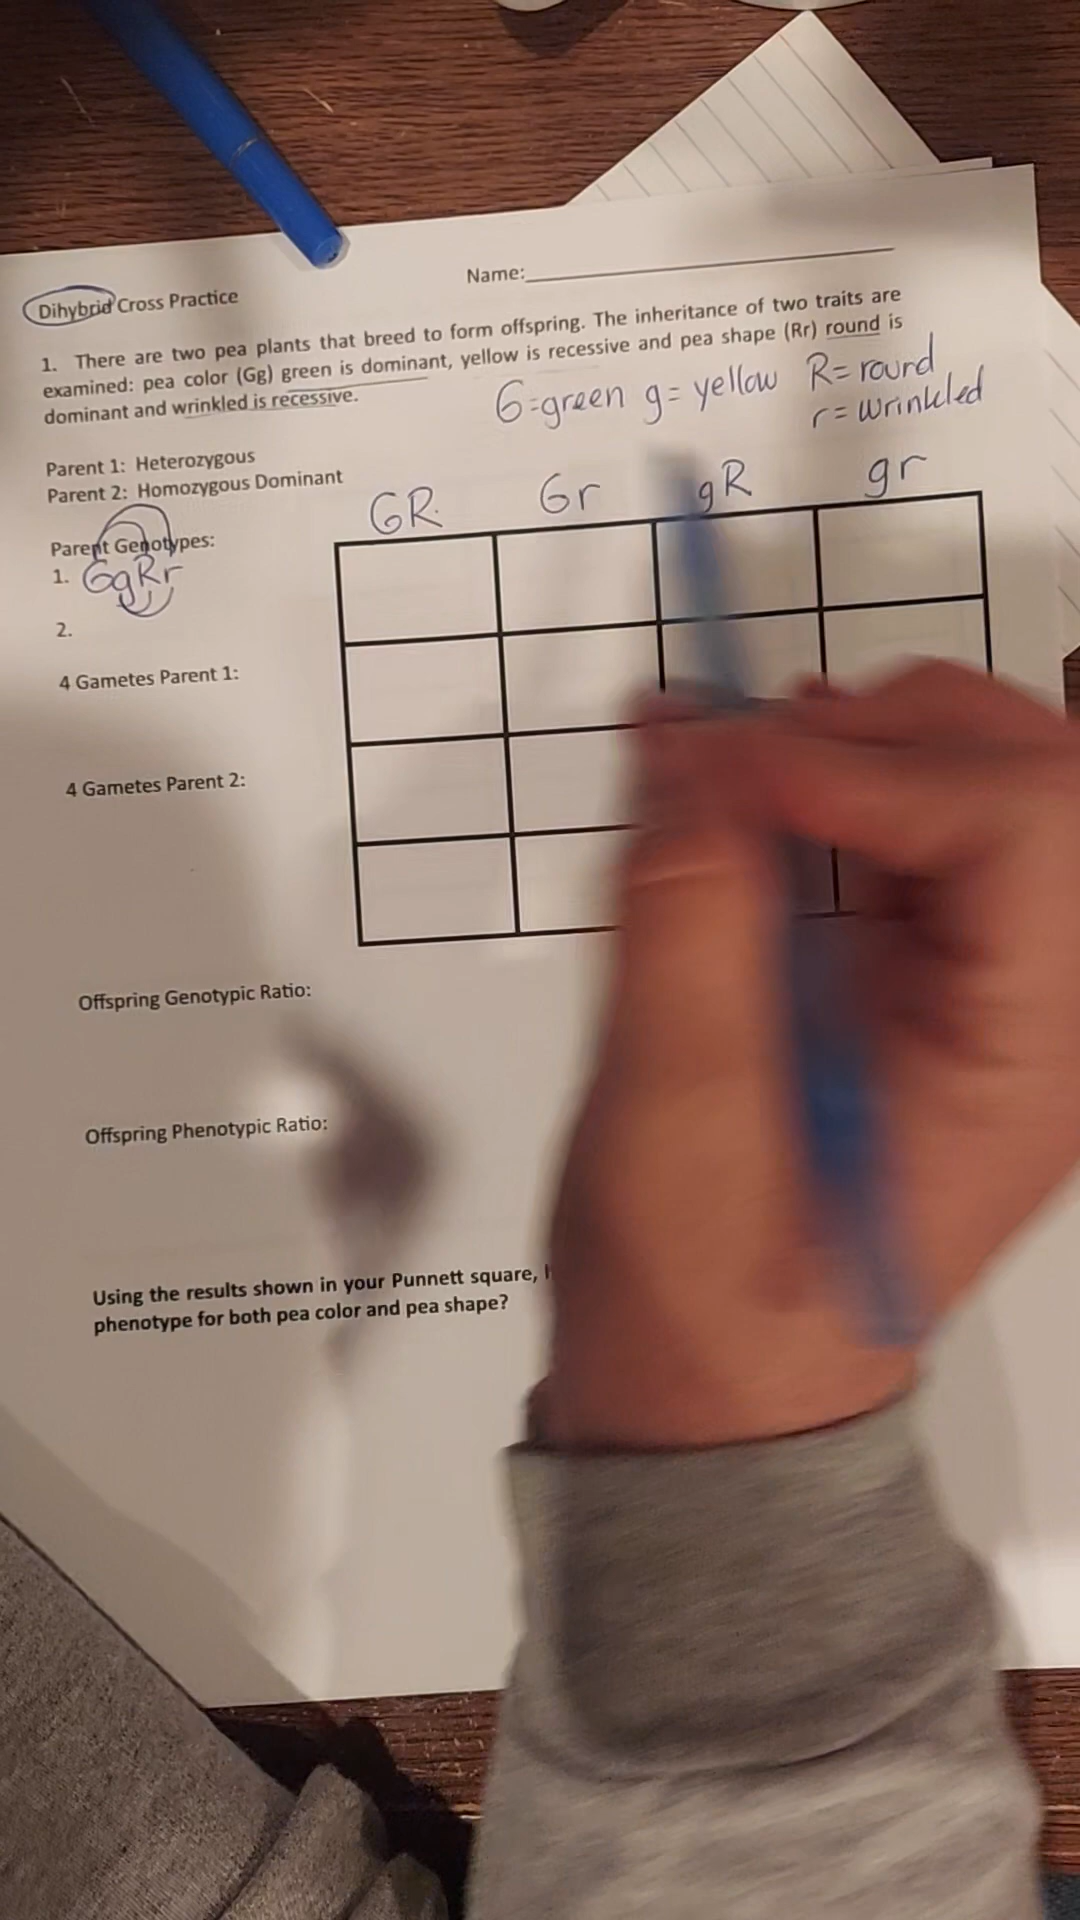 Name:
Dihybrid Cross Practice
1. There are two pea plants that breed to form offspring. The inheritance of two traits are
examined: pea color (Gg) green is dominant, yellow is recessive and pea shape (Rr) round is
dominant and wrinkled is recessive.
G=green g= yellow R= round
r= wrinkled
Parent 1: Heterozygous
Parent 2: Homozygous Dominant
GR Gr gR gr
Parent Genotypes:
1. GgRr
2.
4 Gametes Parent 1:
4 Gametes Parent 2:
Offspring Genotypic Ratio:
Offspring Phenotypic Ratio:
Using the results shown in your Punnett square,
phenotype for both pea color and pea shape?